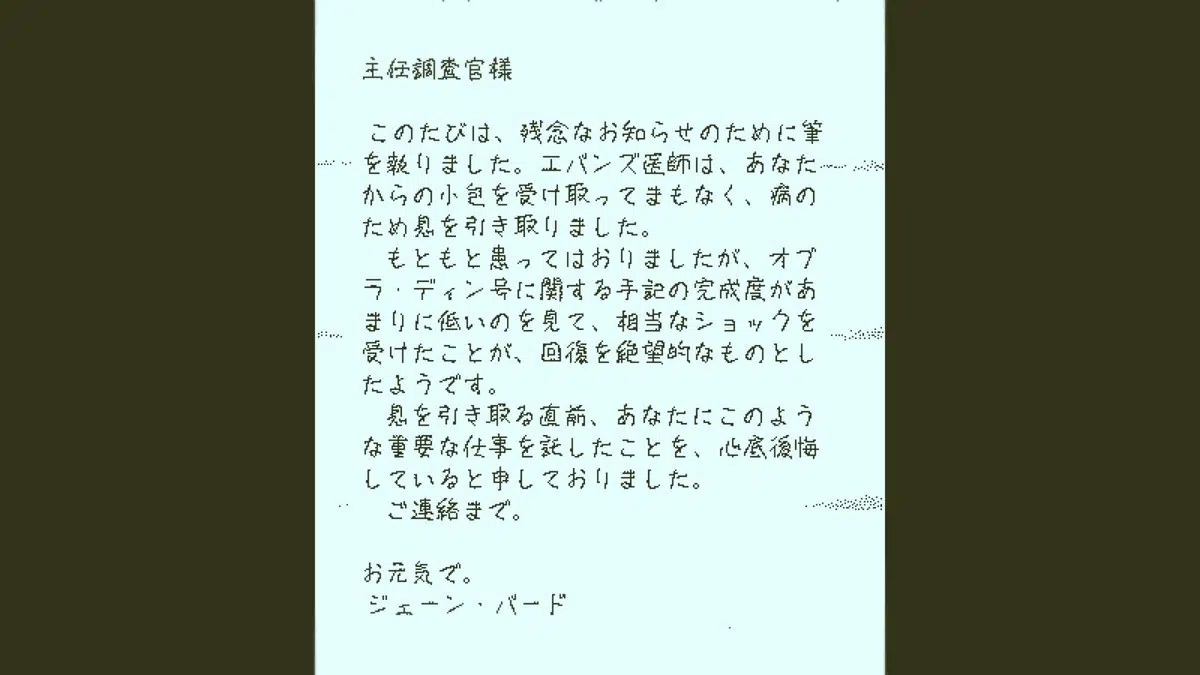 主任調査官様
このたびは、残念なお知らせのために筆
を執りました。エバンズ医師は、あなた
からの小包を受け取ってまもなく、病の
ため息を引き取りました。
もともと患ってはおりましたが、オブ
ラ・ディン号に関する手記の完成度があ
まりに低いのを見て、相当なショックを
受けたことが、回復を絶望的なものとし
たようです。
息を引き取る直前、あなたにこのよう
な重要な仕事を託したことを、心底後悔
していると申しておりました。
ご連絡まで。
お元気で。
ジェーン・バード